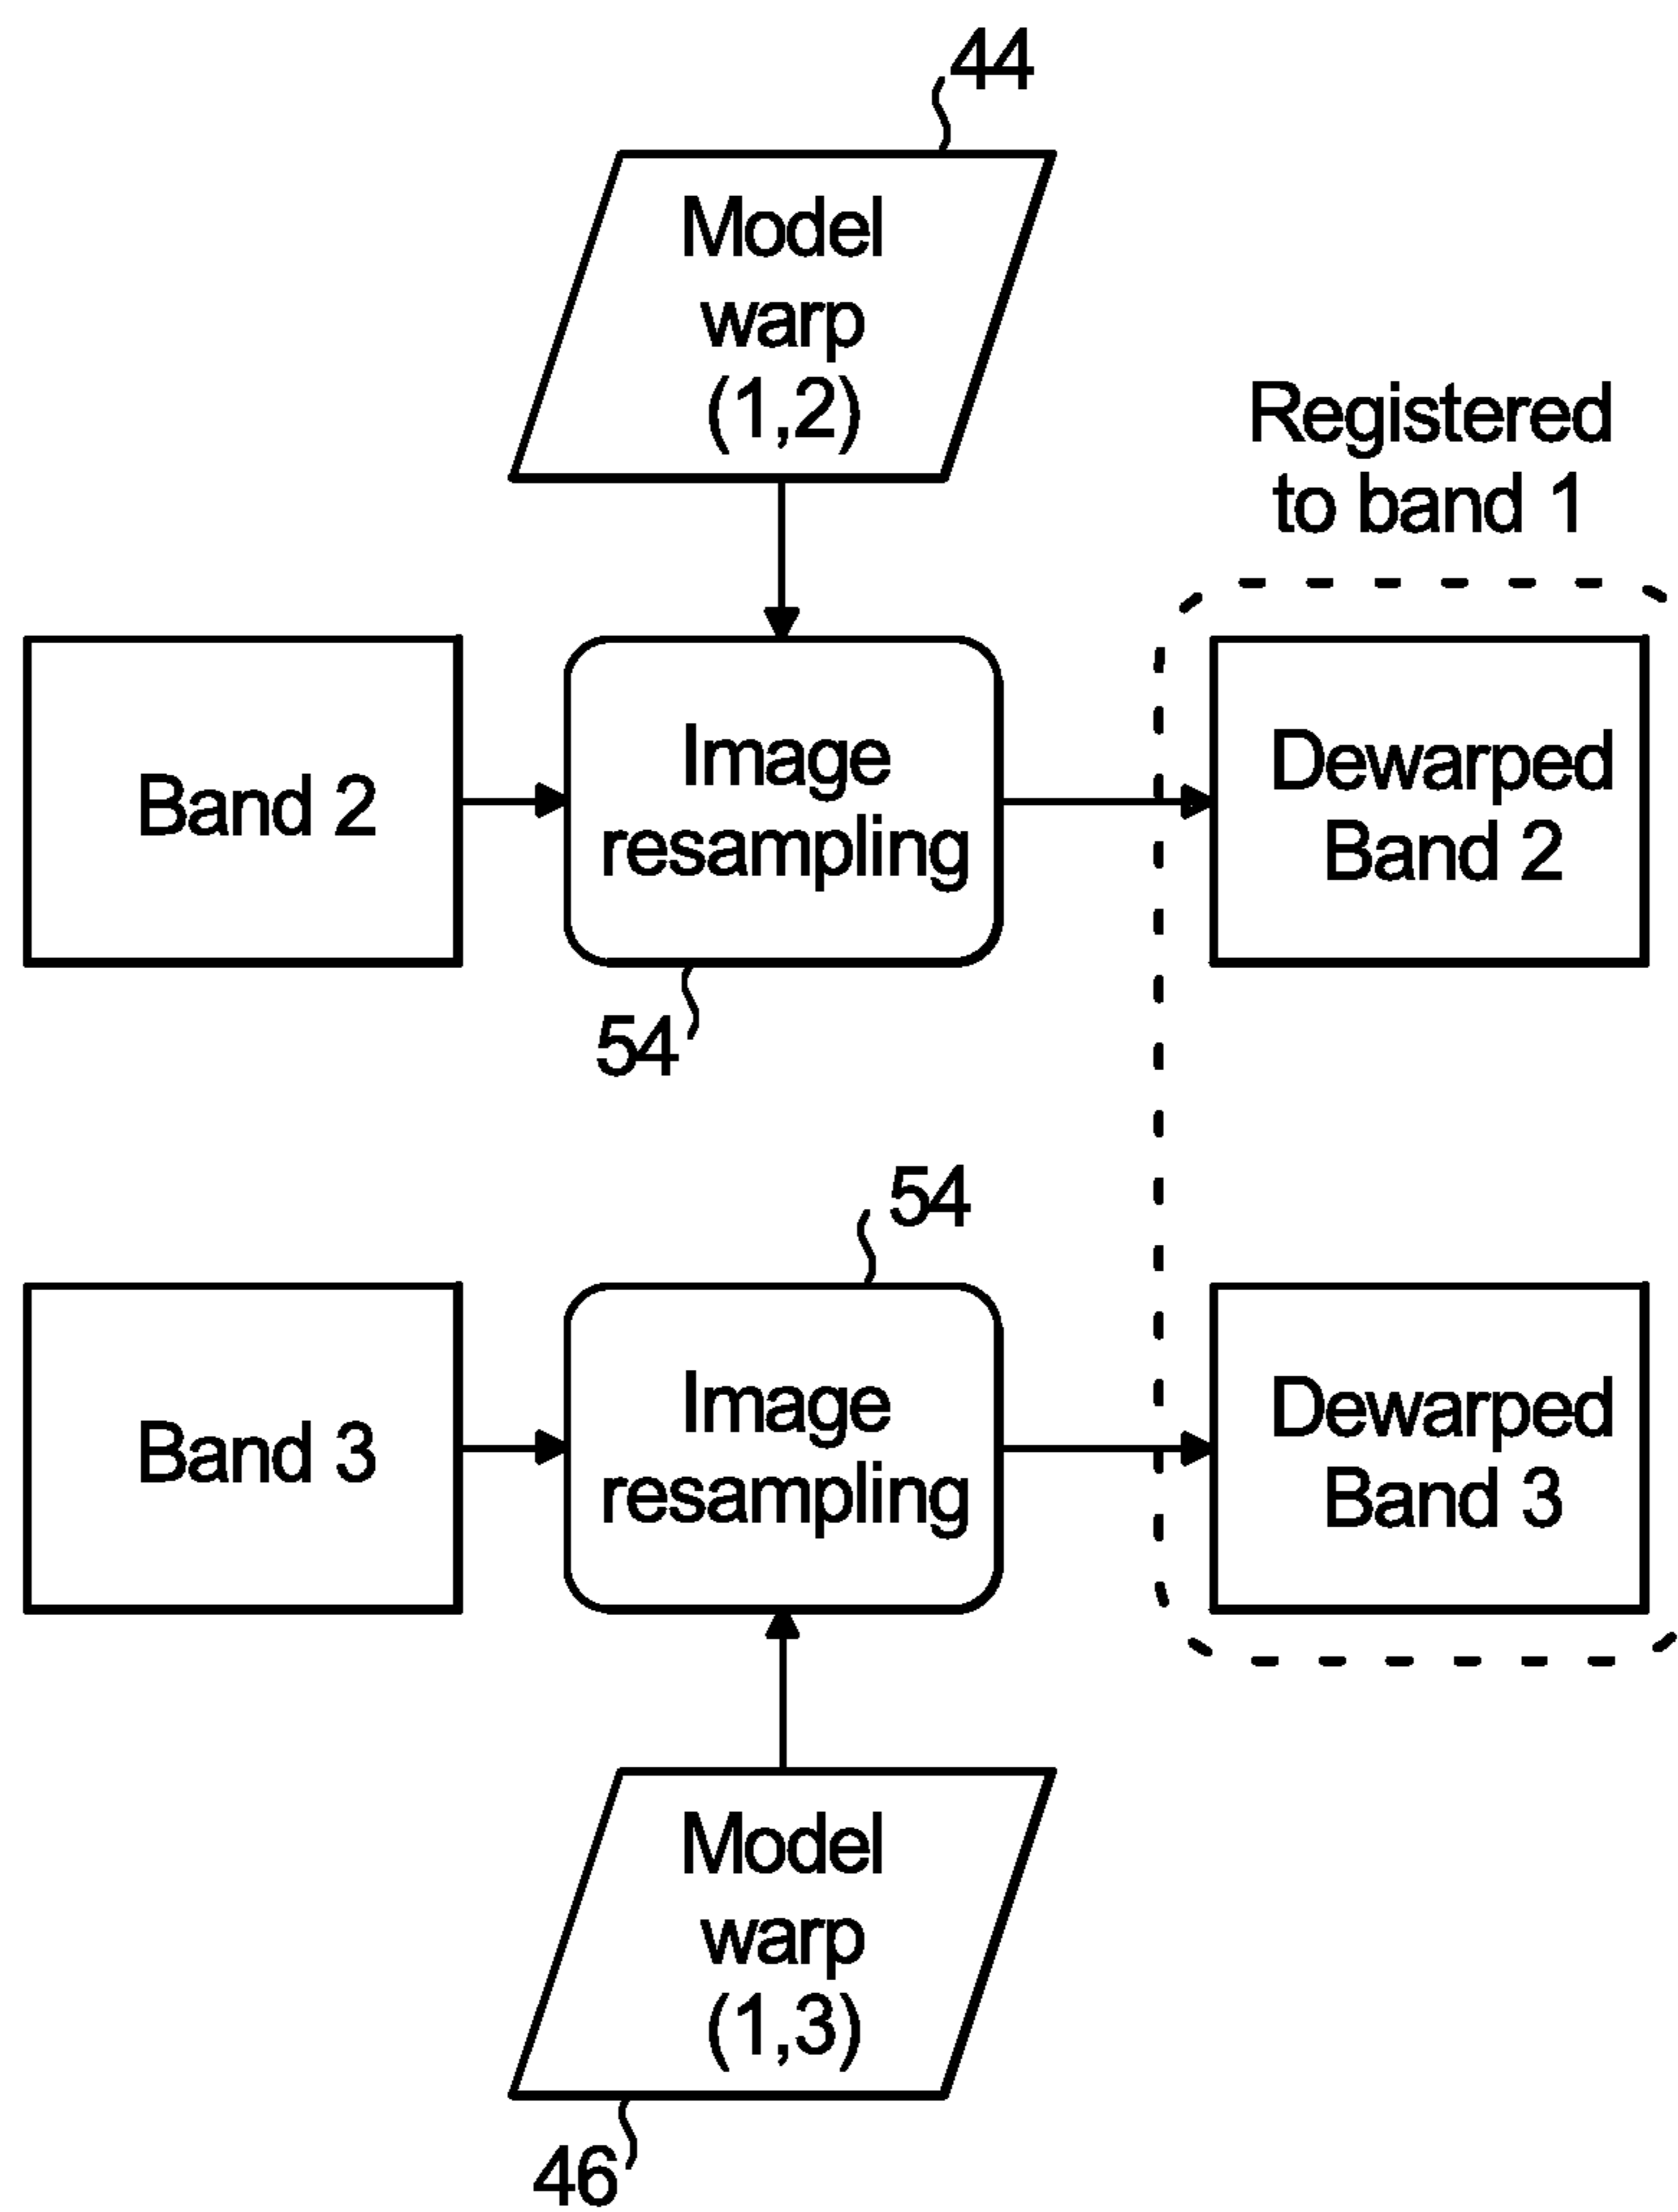 44
Model
warp
(1,2)
Registered
to band 1
Band 2
Image
resampling
Dewarped
Band 2
54
54
Band 3
Image
resampling
Dewarped
Band 3
Model
warp
(1,3)
46